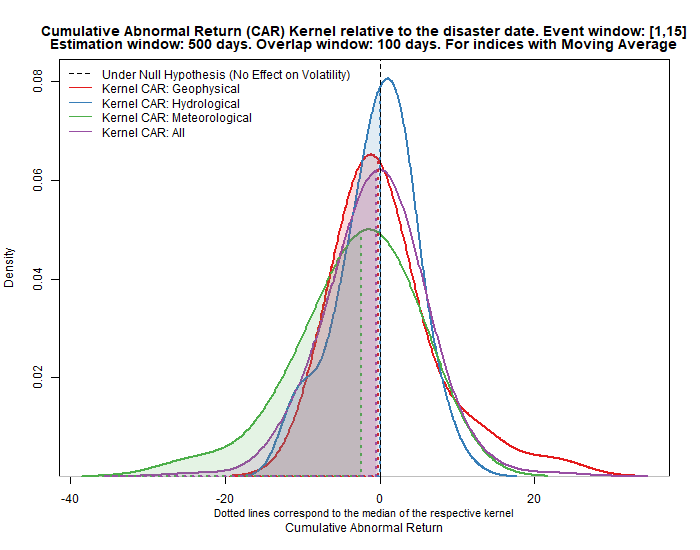 Cumulative Abnormal Return (CAR) Kernel relative to the disaster date. Event window: [1,15]
Estimation window: 500 days. Overlap window: 100 days. For indices with Moving Average
Under Null Hypothesis (No Effect on Volatility)
Kernel CAR: Geophysical
Kernel CAR: Hydrological
Kernel CAR: Meteorological
Kernel CAR: All
0.08
0.06
0.04
0.02
Density
-40
-20
0
20
Dotted lines correspond to the median of the respective kernel
Cumulative Abnormal Return